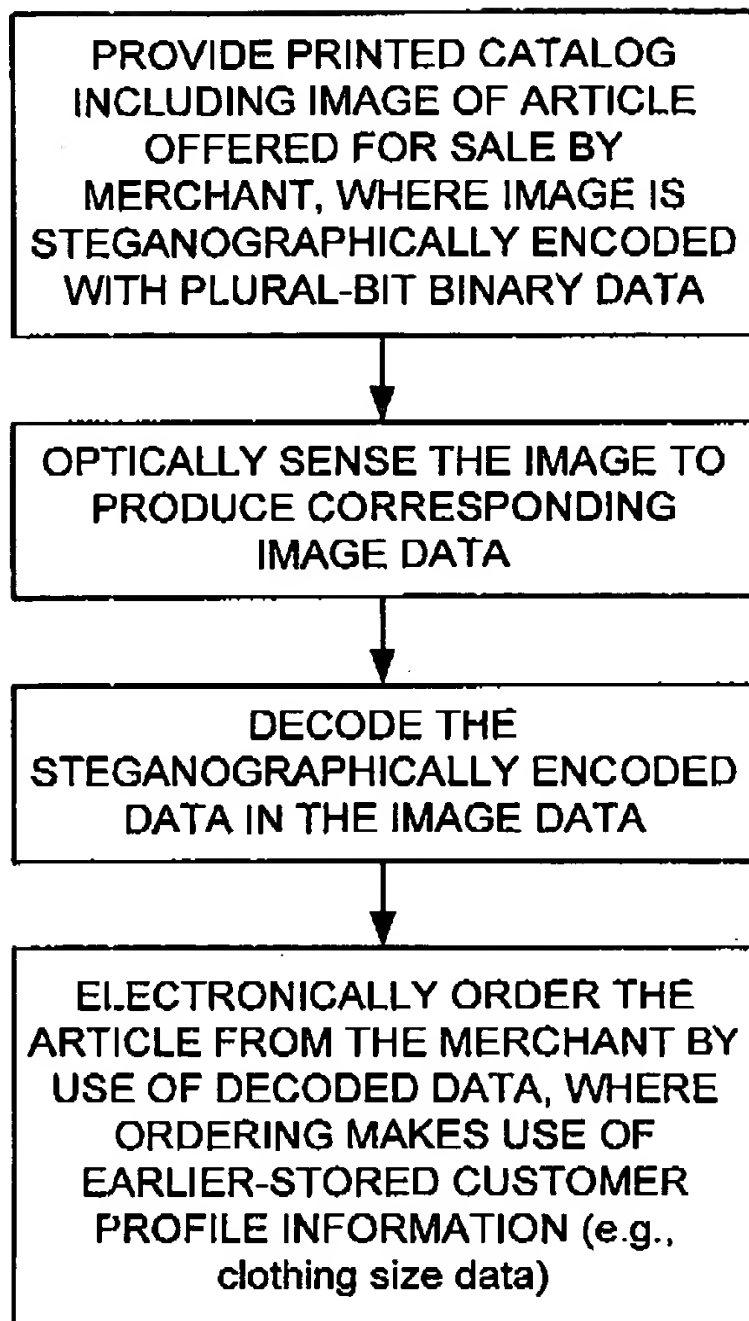 PROVIDE PRINTED CATALOG
INCLUDING IMAGE OF ARTICLE
OFFERED FOR SALE BY
MERCHANT, WHERE IMAGE IS
STEGANOGRAPHICALLY ENCODED
WITH PLURAL-BIT BINARY DATA
OPTICALLY SENSE THE IMAGE TO
PRODUCE CORRESPONDING
IMAGE DATA
DECODE THE
STEGANOGRAPHICALLY ENCODED
DATA IN THE IMAGE DATA
ELECTRONICALLY ORDER THE
ARTICLE FROM THE MERCHANT BY
USE OF DECODED DATA, WHERE
ORDERING MAKES USE OF
EARLIER-STORED CUSTOMER
PROFILE INFORMATION (e.g.,
clothing size data)